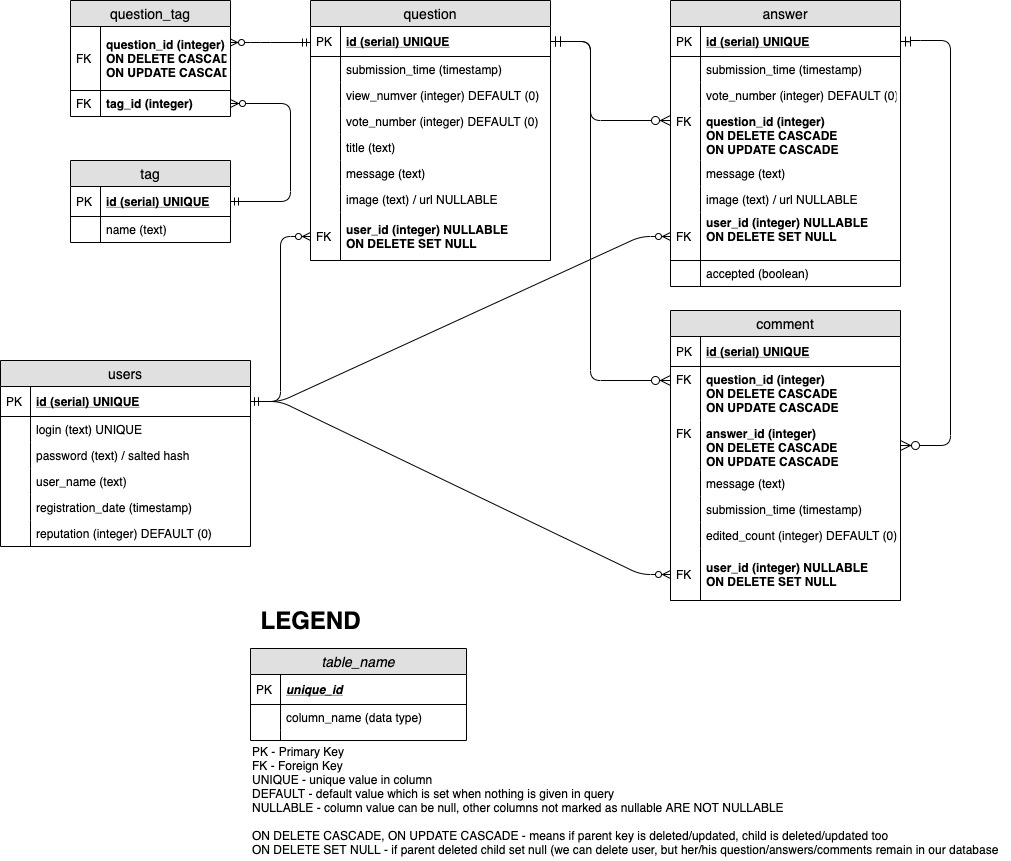 question_tag
FK
question_id (integer)
ON DELETE CASCAD
ON UPDATE CASCAD
FK
tag_id (integer)
tag
PK
id (serial) UNIQUE
name (text)
question
PK
id (serial) UNIQUE
submission_time (timestamp)
view_numver (integer) DEFAULT (0)
vote_number (integer) DEFAULT (0)
title (text)
message (text)
image (text) / url NULLABLE
FK
user_id (integer) NULLABLE
ON DELETE SET NULL
answer
PK
id (serial) UNIQUE
submission_time (timestamp)
vote_number (integer) DEFAULT (0)
FK
question_id (integer)
ON DELETE CASCADE
ON UPDATE CASCADE
message (text)
image (text) / url NULLABLE
FK
user_id (integer) NULLABLE
ON DELETE SET NULL
accepted (boolean)
users
PK
id (serial) UNIQUE
login (text) UNIQUE
password (text) / salted hash
user_name (text)
registration_date (timestamp)
reputation (integer) DEFAULT (0)
comment
PK
id (serial) UNIQUE
FK
question_id (integer)
ON DELETE CASCADE
ON UPDATE CASCADE
FK
answer_id (integer)
ON DELETE CASCADE
ON UPDATE CASCADE
message (text)
submission_time (timestamp)
edited_count (integer) DEFAULT (0)
FK
user_id (integer) NULLABLE
ON DELETE SET NULL
LEGEND
table_name
PK
unique_id
column_name (data type)
PK - Primary Key
FK - Foreign Key
UNIQUE - unique value in column
DEFAULT - default value which is set when nothing is given in query
NULLABLE - column value can be null, other columns not marked as nullable ARE NOT NULLABLE
ON DELETE CASCADE, ON UPDATE CASCADE - means if parent key is deleted/updated, child is deleted/updated too
ON DELETE SET NULL - if parent deleted child set null (we can delete user, but her/his question/answers/comments remain in our database